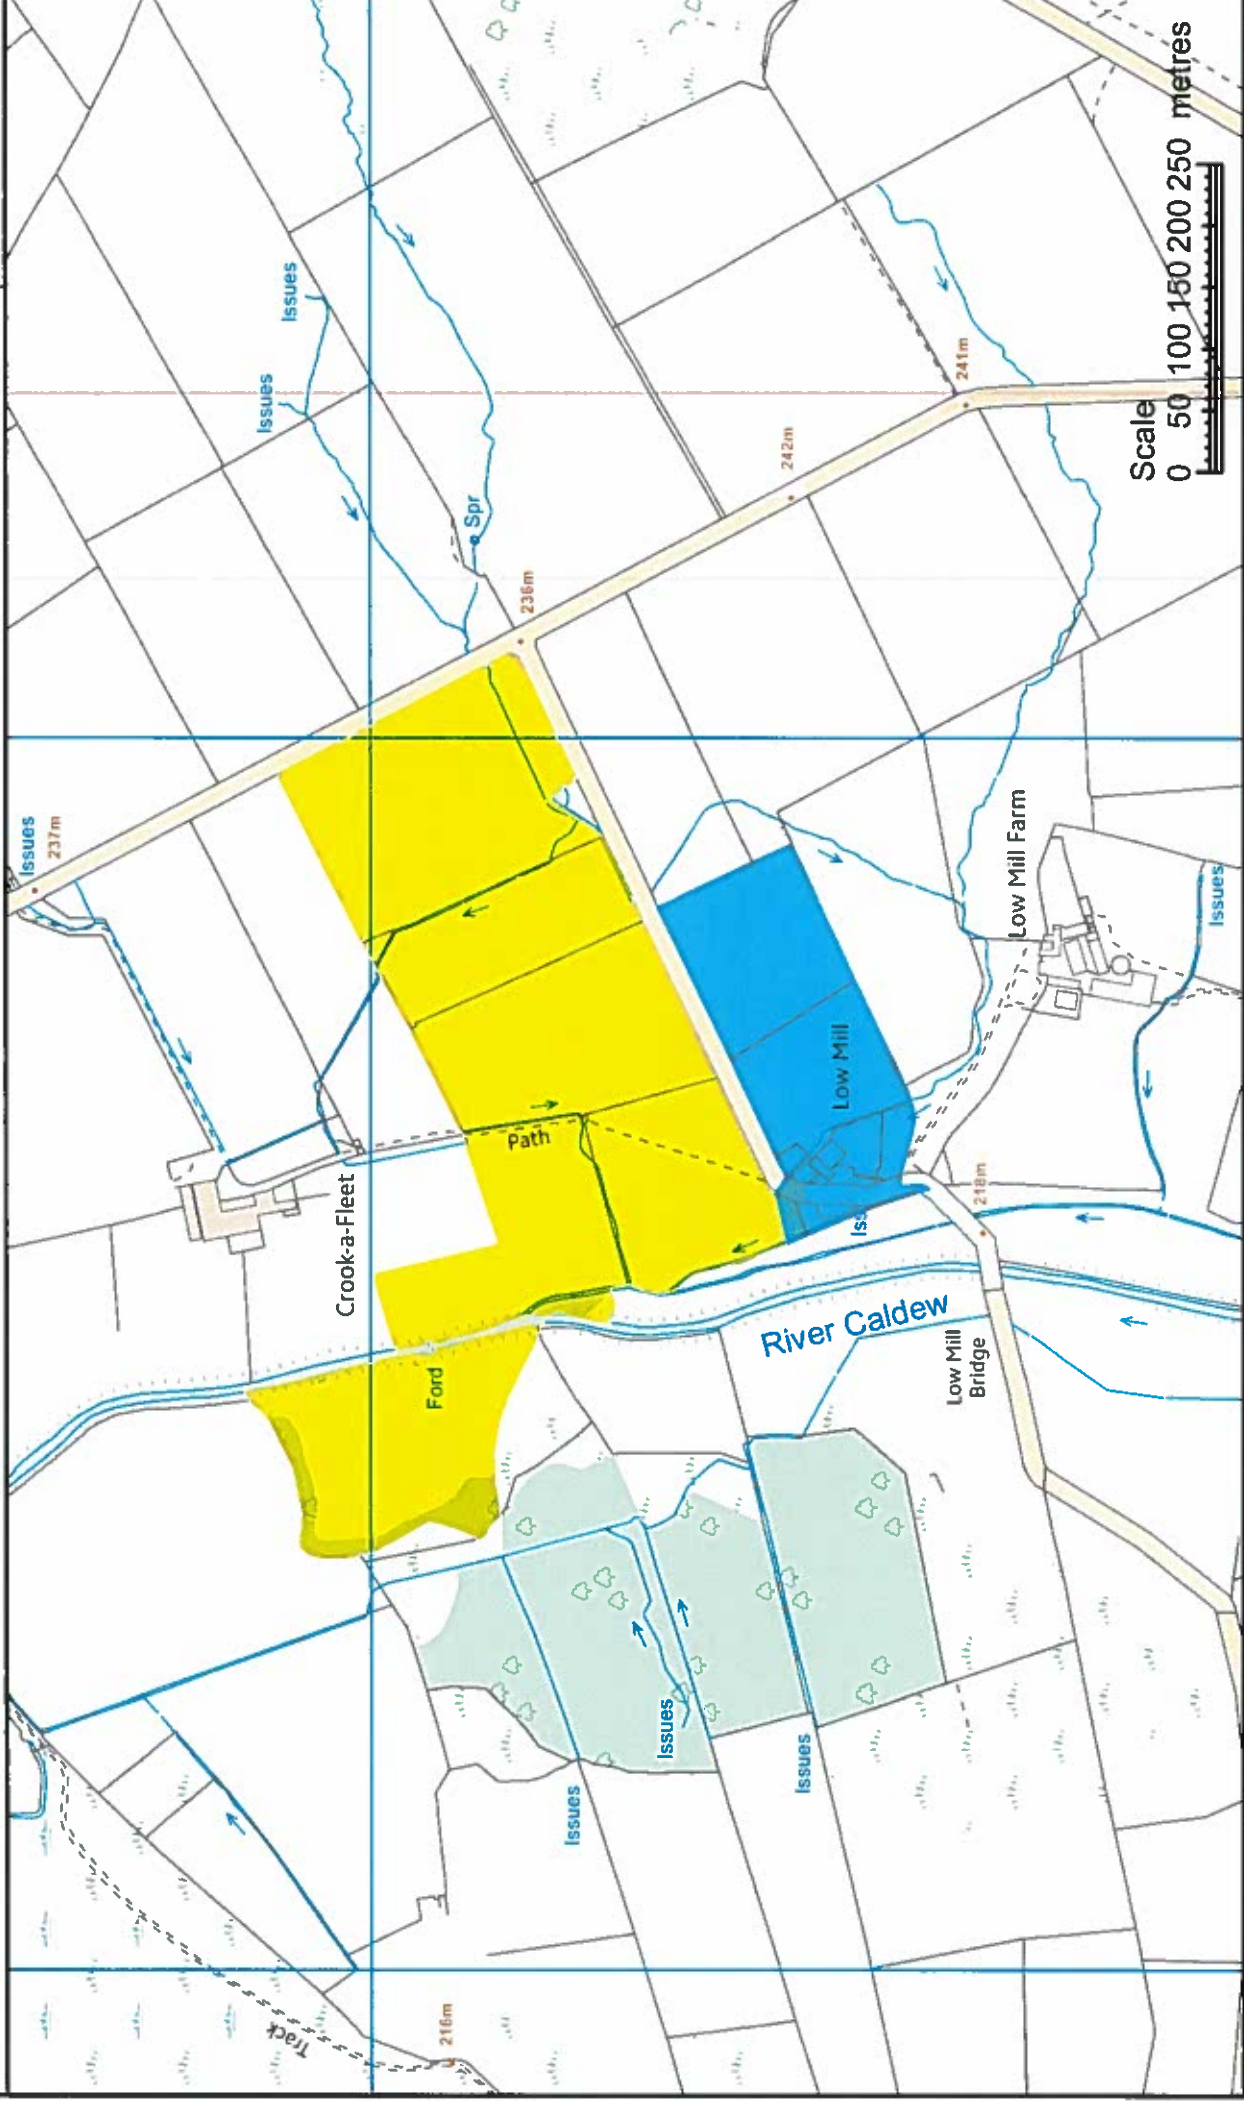 Issues
237m
Issues
Issues
Spr
236m
242m
241m
Scale
0 50 100 150 200 250 metres
Path
Crook-a-Fleet
Low Mill
Low Mill Farm
Issues
Iss
218m
River Caldew
Low Mill
Bridge
Ford
Issues
Issues
Issues
Track
216m